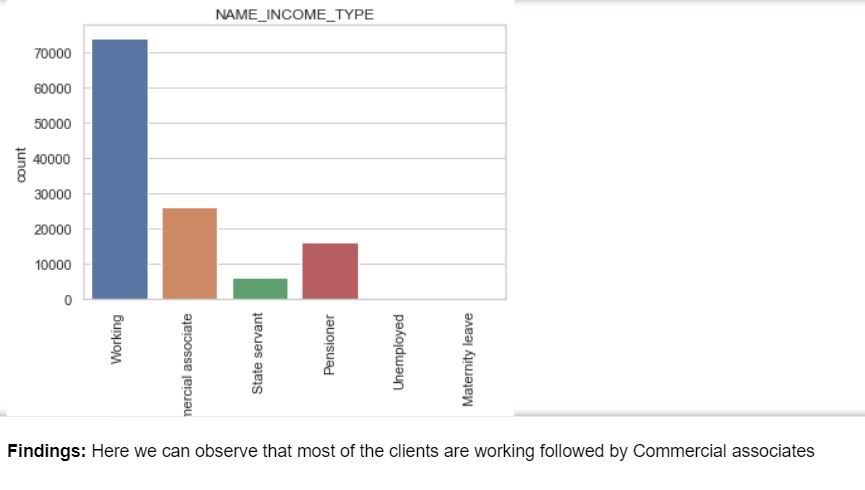 NAME_INCOME_TYPE
70000
60000
50000
40000
30000
20000
10000
0
count
Working
mercial associate
State servant
Pensioner
Unemployed
Maternity leave
Findings: Here we can observe that most of the clients are working followed by Commercial associates